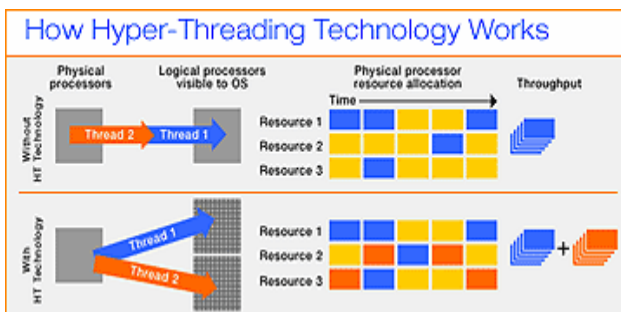 How Hyper-Threading Technology Works
Physical
processors
Logical processors
visible to OS
Physical processor
resource allocation
Throughput
Time
Without
HT Technology
Thread 2
Thread 1
Resource 1
Resource 2
Resource 3
With
HT Technology
Thread 1
Thread 2
Resource 1
Resource 2
Resource 3
+